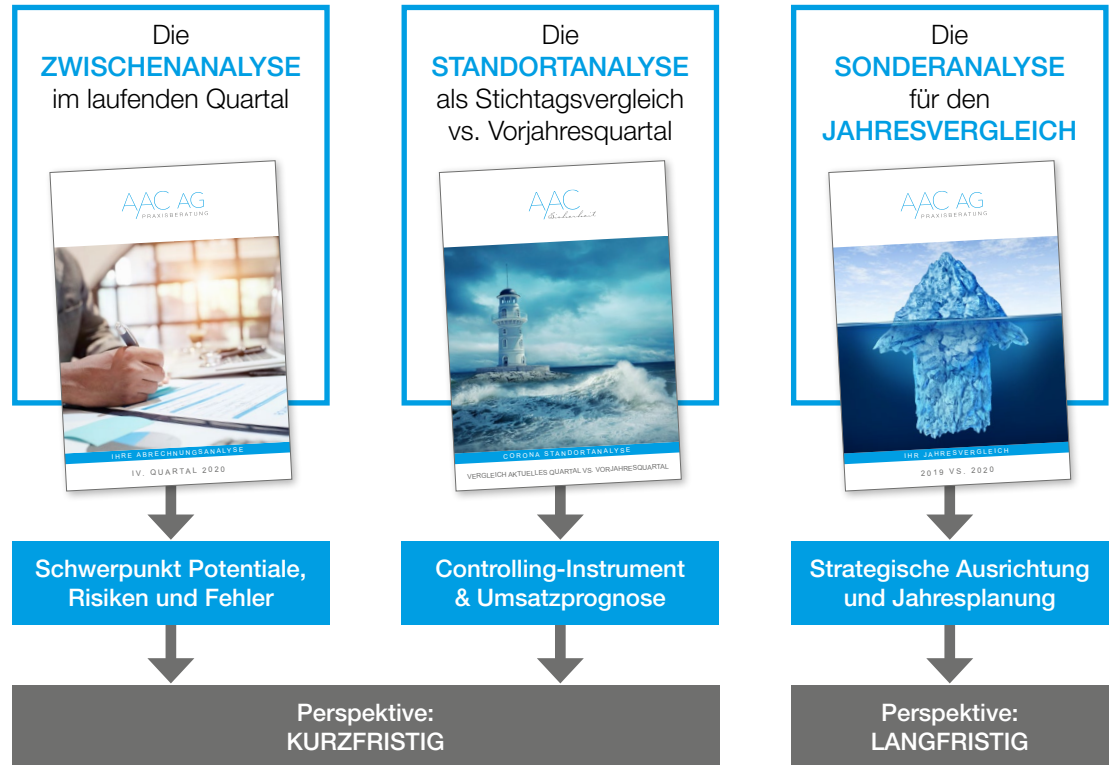 Die
ZWISCHENANALYSE
im laufenden Quartal
AAC AG
PRAXISBERATUNG
IHRE ABRECHNUNGSANALYSE
IV. QUARTAL 2020
Schwerpunkt Potentiale,
Risiken und Fehler
Die
STANDORTANALYSE
als Stichtagsvergleich
vs. Vorjahresquartal
AAC
Sicherheit
CORONA STANDORTANALYSE
VERGLEICH AKTUELLES QUARTAL VS. VORJAHRESQUARTAL
Controlling-Instrument
& Umsatzprognose
Perspektive:
KURZFRISTIG
Die
SONDERANALYSE
für den
JAHRESVERGLEICH
AAC AG
PRAXISBERATUNG
IHR JAHRESVERGLEICH
2019 VS. 2020
Strategische Ausrichtung
und Jahresplanung
Perspektive:
LANGFRISTIG